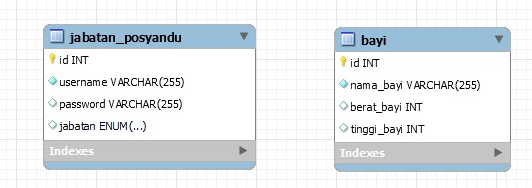 jabatan_posyandu
id INT
username VARCHAR(255)
password VARCHAR(255)
jabatan ENUM(...)
Indexes
bayi
id INT
nama_bayi VARCHAR(255)
berat_bayi INT
tinggi_bayi INT
Indexes